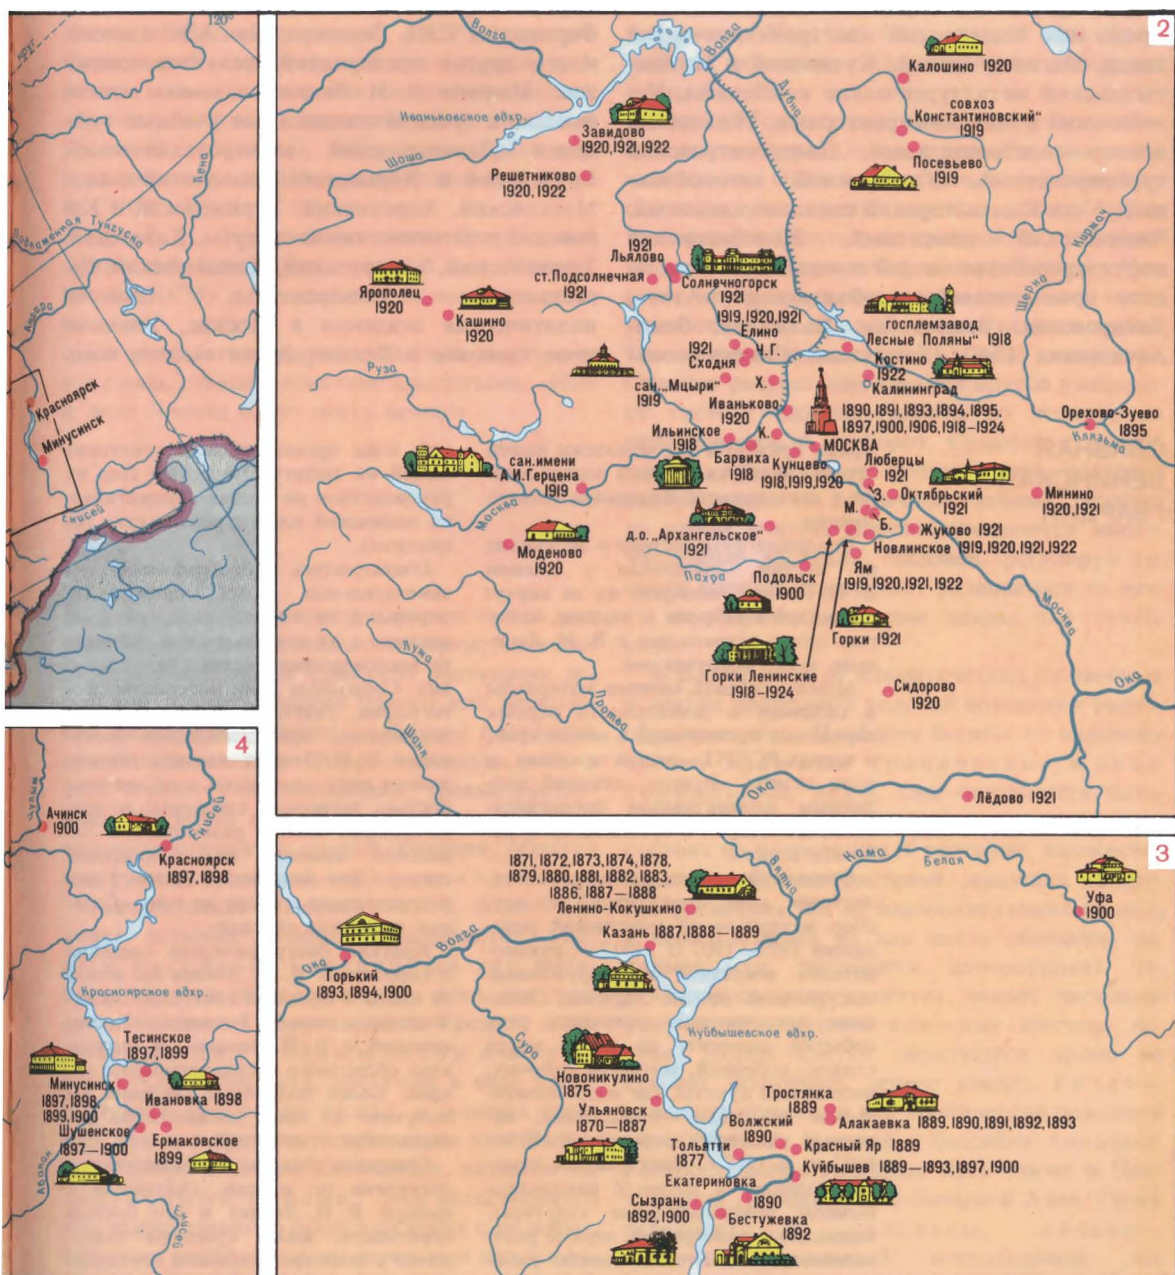 120°
Лена
Подкаменная Тунгуска
Ангара
Красноярск
Минусинск
Енисей
2
Волга
Волга
Дубна
Иваньковское вдхр.
Шоша
Завидово
1920, 1921, 1922
Решетниково
1920, 1922
Калошино 1920
совхоз
„Константиновский"
1919
Посевьево
1919
Киржач
Шерна
1921
Льялово
ст. Подсолнечная
1921
Солнечногорск
1921
Ярополец
1920
Кашино
1920
1919, 1920, 1921
Елино
1921
Н.Г.
Сходня
сан. „Мцыри"
1919
Х.
госплемзавод
Лесные Поляны" 1918
Костино
1922
Калининград
Иваньково
1920
1890, 1891, 1893, 1894, 1895,
1897, 1900, 1906, 1918–1924
МОСКВА
Орехово-Зуево
1895
Клязьма
Руза
Ильинское
1918
К.
Барвиха
1918
Кунцево
1918, 1919, 1920
Люберцы
1921
сан. имени
А.И.Герцена
1919
З.
Октябрьский
1921
Минино
1920, 1921
М.
Б.
Москва
Моденово
1920
д.о. „Архангельское"
1921
Жуково 1921
Новлинское 1919, 1920, 1921, 1922
Ям
1919, 1920, 1921, 1922
Пахра
Подольск
1900
Горки 1921
Москва
Горки Ленинские
1918–1924
Сидорово
1920
Лужа
Протва
Шаня
Ока
Ока
Лёдово 1921
4
Чулым
Ачинск
1900
Енисей
Красноярск
1897, 1898
Красноярское вдхр.
Тесинское
1897, 1899
Минусинск
1897, 1898
1899, 1900
Ивановка 1898
Шушенское
1897–1900
Ермаковское
1899
Абакан
Енисей
3
1871, 1872, 1873, 1874, 1878,
1879, 1880, 1881, 1882, 1883,
1886, 1887–1888
Ленино-Кокушкино
Вятка
Кама
Белая
Уфа
1900
Казань 1887, 1888–1889
Волга
Ока
Горький
1893, 1894, 1900
Куйбышевское вдхр.
Сура
Новоникулино
1875
Ульяновск
1870–1887
Тростянка
1889
Алакаевка 1889, 1890, 1891, 1892, 1893
Волжский
1890
Красный Яр 1889
Тольятти
1877
Куйбышев 1889–1893, 1897, 1900
Екатериновка
1890
Сызрань
1892, 1900
Бестужевка
1892